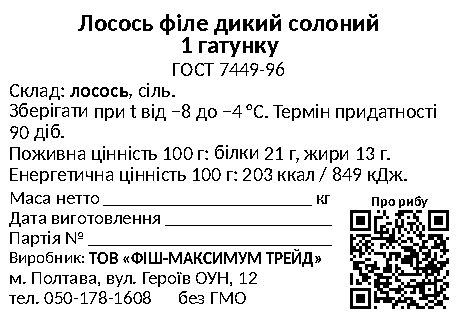 Лосось філе дикий солоний
1 гатунку
ГОСТ 7449-96
Склад: лосось, сіль.
Зберігати при t від −8 до −4 °С. Термін придатності
90 діб.
Поживна цінність 100 г: білки 21 г, жири 13 г.
Енергетична цінність 100 г: 203 ккал / 849 кДж.
Маса нетто ____________________ кг
Дата виготовлення ________________
Партія № _______________________
Виробник: ТОВ «ФІШ-МАКСИМУМ ТРЕЙД»
м. Полтава, вул. Героїв ОУН, 12
тел. 050-178-1608 без ГМО
Про рибу